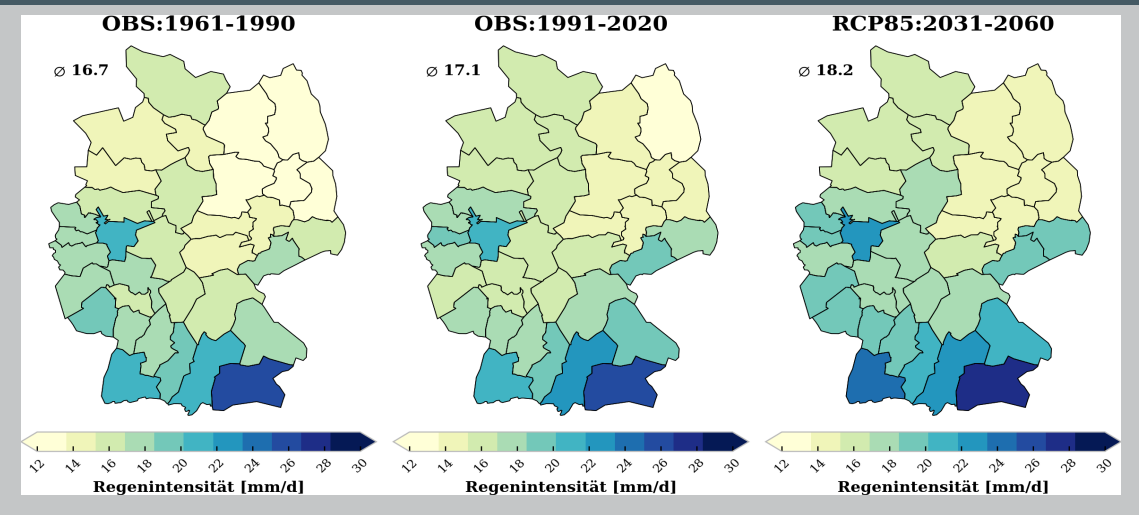 OBS:1961-1990 OBS:1991-2020 RCP85:2031-2060
∅ 16.7 ∅ 17.1 ∅ 18.2
12 14 16 18 20 22 24 26 28 30 12 14 16 18 20 22 24 26 28 30 12 14 16 18 20 22 24 26 28 30
Regenintensität [mm/d] Regenintensität [mm/d] Regenintensität [mm/d]